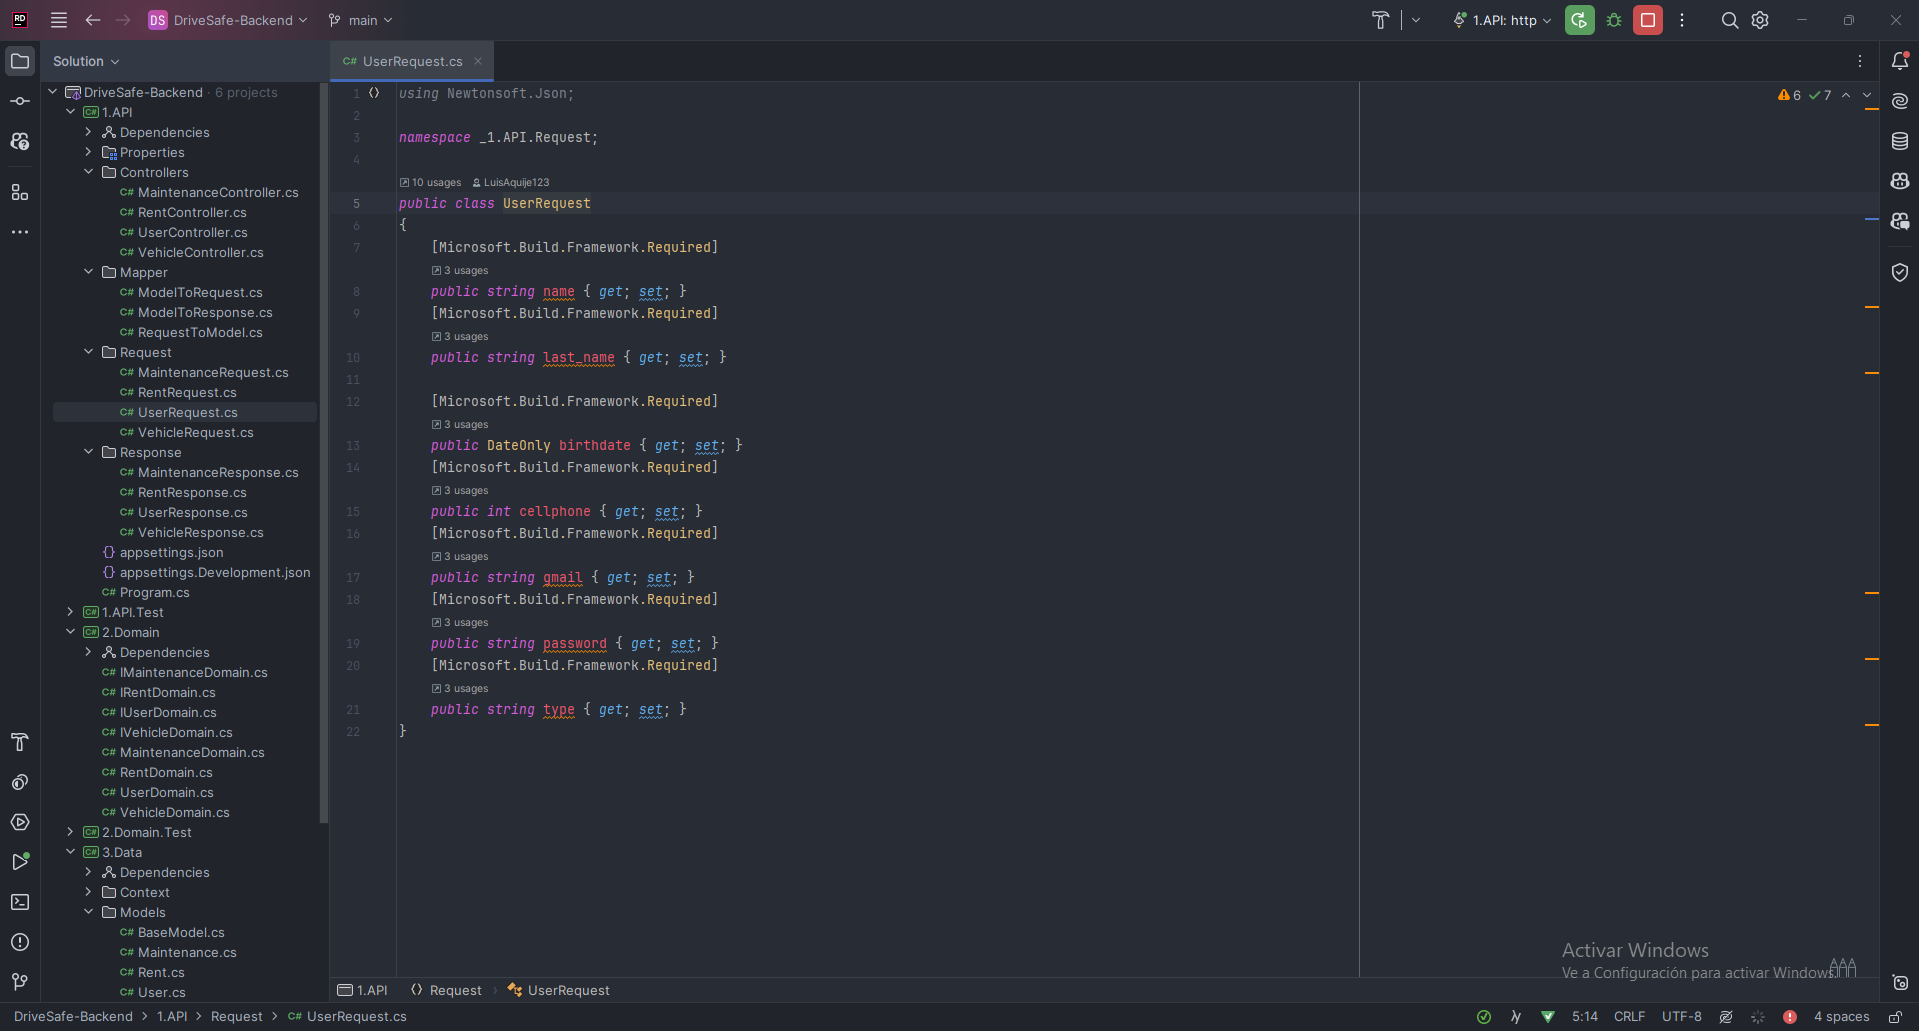 RD DS DriveSafe-Backend main 1.API: http
Solution
C# UserRequest.cs
DriveSafe-Backend · 6 projects
C# 1.API
Dependencies
Properties
Controllers
C# MaintenanceController.cs
C# RentController.cs
C# UserController.cs
C# VehicleController.cs
Mapper
C# ModelToRequest.cs
C# ModelToResponse.cs
C# RequestToModel.cs
Request
C# MaintenanceRequest.cs
C# RentRequest.cs
C# UserRequest.cs
C# VehicleRequest.cs
Response
C# MaintenanceResponse.cs
C# RentResponse.cs
C# UserResponse.cs
C# VehicleResponse.cs
{} appsettings.json
{} appsettings.Development.json
C# Program.cs
C# 1.API.Test
C# 2.Domain
Dependencies
C# IMaintenanceDomain.cs
C# IRentDomain.cs
C# IUserDomain.cs
C# IVehicleDomain.cs
C# MaintenanceDomain.cs
C# RentDomain.cs
C# UserDomain.cs
C# VehicleDomain.cs
C# 2.Domain.Test
C# 3.Data
Dependencies
Context
Models
C# BaseModel.cs
C# Maintenance.cs
C# Rent.cs
C# User.cs
1 using Newtonsoft.Json;
2
3 namespace _1.API.Request;
4
10 usages LuisAquije123
5 public class UserRequest
6 {
7 [Microsoft.Build.Framework.Required]
3 usages
8 public string name { get; set; }
9 [Microsoft.Build.Framework.Required]
3 usages
10 public string last_name { get; set; }
11
12 [Microsoft.Build.Framework.Required]
3 usages
13 public DateOnly birthdate { get; set; }
14 [Microsoft.Build.Framework.Required]
3 usages
15 public int cellphone { get; set; }
16 [Microsoft.Build.Framework.Required]
3 usages
17 public string gmail { get; set; }
18 [Microsoft.Build.Framework.Required]
3 usages
19 public string password { get; set; }
20 [Microsoft.Build.Framework.Required]
3 usages
21 public string type { get; set; }
22 }
6 7
Activar Windows
Ve a Configuración para activar Windows.
1.API Request UserRequest
DriveSafe-Backend 1.API Request C# UserRequest.cs 5:14 CRLF UTF-8 4 spaces